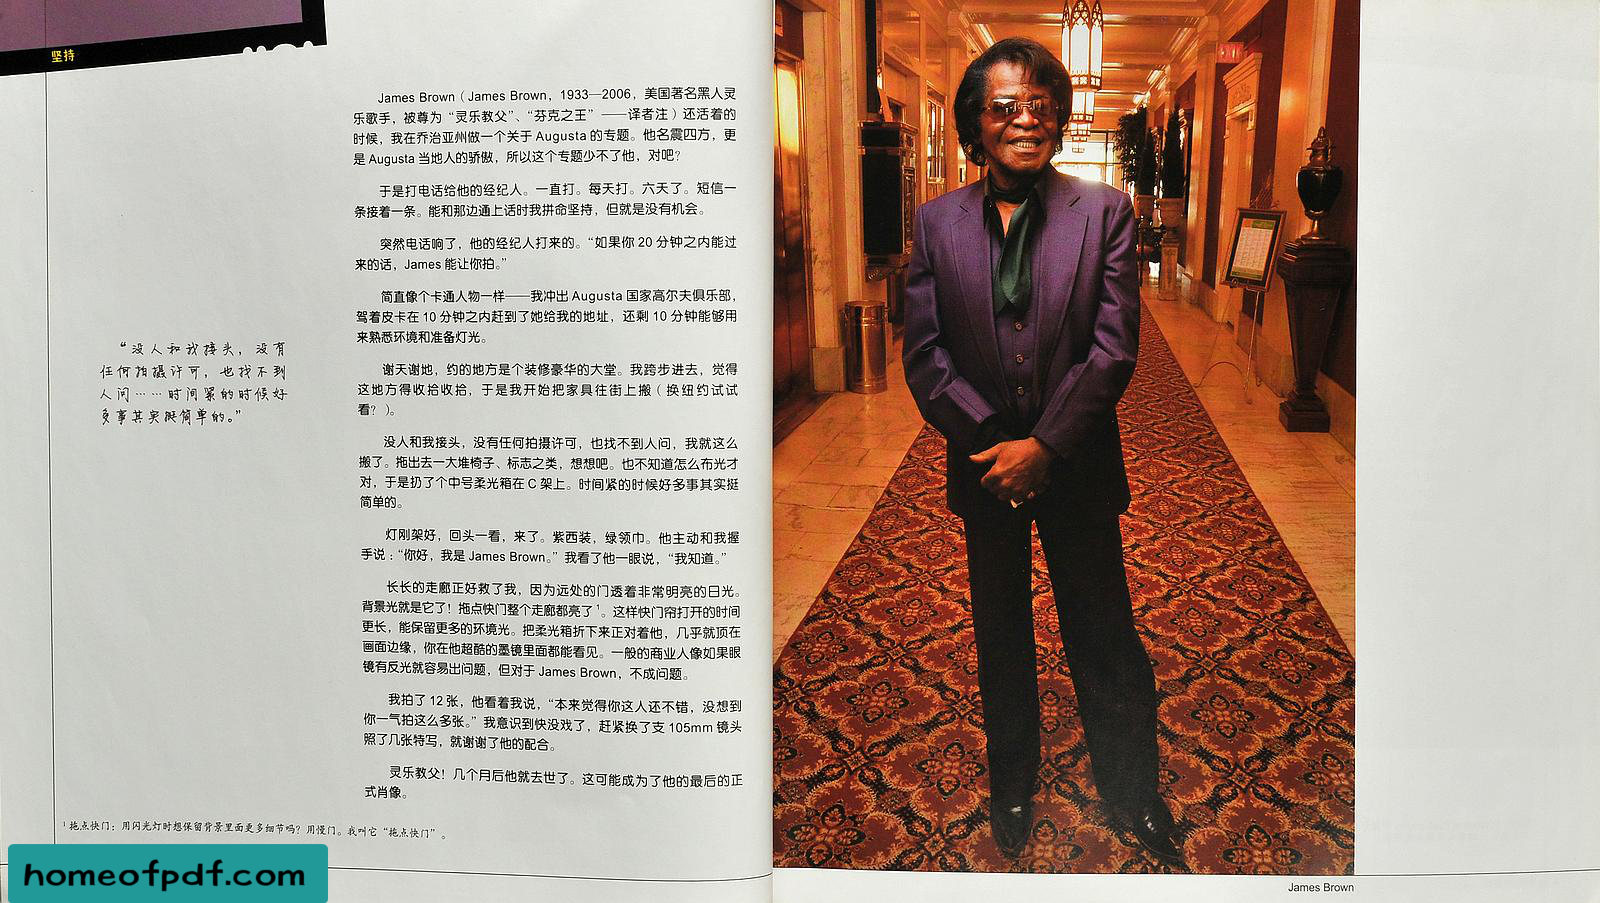 坚持
James Brown（James Brown，1933—2006，美国著名黑人灵
乐歌手，被尊为“灵乐教父”、“芬克之王”——译者注）还活着的
时候，我在乔治亚州做一个关于 Augusta 的专题。他名震四方，更
是 Augusta 当地人的骄傲，所以这个专题少不了他，对吧？
于是打电话给他的经纪人。一直打。每天打。六天了。短信一
条接着一条。能和那边通上话时我拼命坚持，但就是没有机会。
突然电话响了，他的经纪人打来的。“如果你 20 分钟之内能过
来的话，James 能让你拍。”
简直像个卡通人物一样——我冲出 Augusta 国家高尔夫俱乐部，
驾着皮卡在 10 分钟之内赶到了她给我的地址，还剩 10 分钟能够用
来熟悉环境和准备灯光。
谢天谢地，约的地方是个装修豪华的大堂。我跨步进去，觉得
这地方得收拾收拾，于是我开始把家具往街上搬（换纽约试试
看？）。
没人和我接头，没有任何拍摄许可，也找不到人问，我就这么
搬了。拖出去一大堆椅子、标志之类，想想吧。也不知道怎么布光才
对，于是扔了个中号柔光箱在 C 架上。时间紧的时候好多事其实挺
简单的。
灯刚架好，回头一看，来了。紫西装，绿领巾。他主动和我握
手说：“你好，我是 James Brown。”我看了他一眼说，“我知道。”
长长的走廊正好救了我，因为远处的门透着非常明亮的日光。
背景光就是它了！拖点快门整个走廊都亮了¹。这样快门帘打开的时间
更长，能保留更多的环境光。把柔光箱折下来正对着他，几乎就顶在
画面边缘，你在他超酷的墨镜里面都能看见。一般的商业人像如果眼
镜有反光就容易出问题，但对于 James Brown，不成问题。
我拍了 12 张，他看着我说，“本来觉得你这人还不错，没想到
你一气拍这么多张。”我意识到快没戏了，赶紧换了支 105mm 镜头
照了几张特写，就谢谢了他的配合。
灵乐教父！几个月后他就去世了。这可能成为了他的最后的正
式肖像。
“没人和我接头，没有
任何拍摄许可，也找不到
人问……时间紧的时候好
多事其实挺简单的。”
¹ 拖点快门：用闪光灯时想保留背景里面更多细节吗？用慢门。我叫它“拖点快门”。
homeofpdf.com
James Brown